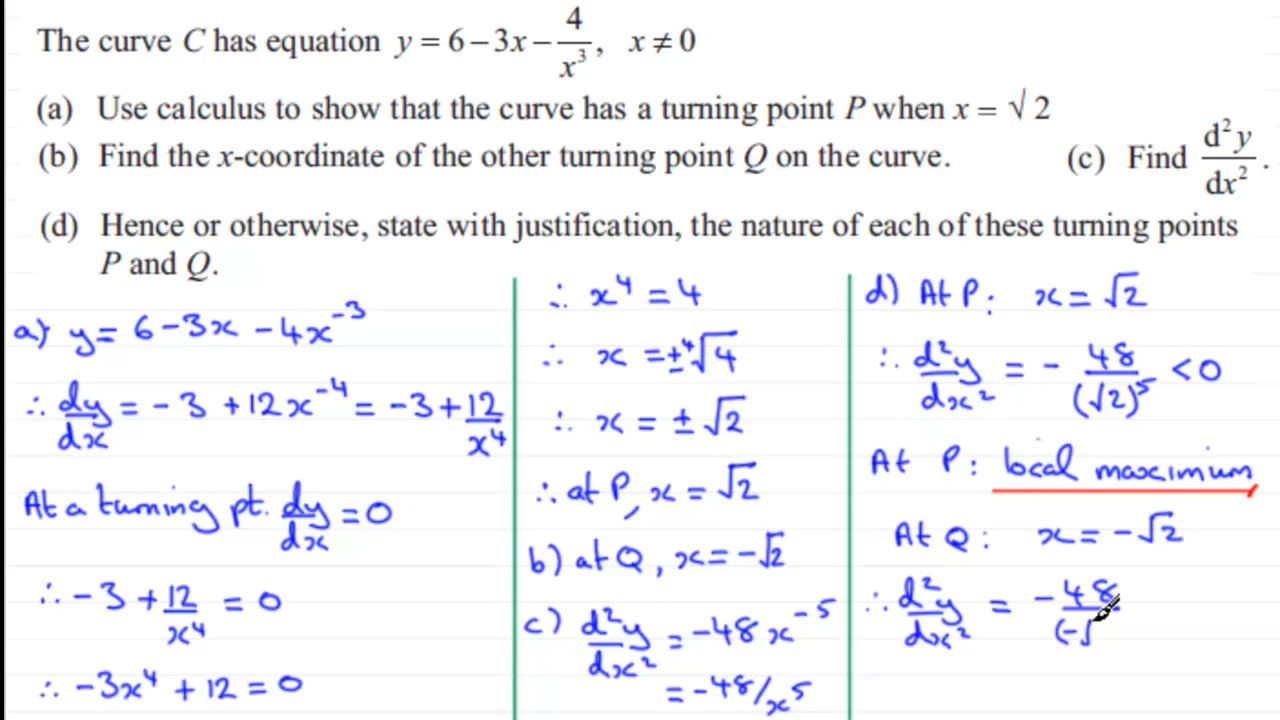 The curve C has equation y = 6 − 3x − 4/x³, x ≠ 0
(a) Use calculus to show that the curve has a turning point P when x = √2
(b) Find the x-coordinate of the other turning point Q on the curve. (c) Find d²y/dx².
(d) Hence or otherwise, state with justification, the nature of each of these turning points
P and Q.
a) y = 6 − 3x − 4x⁻³
∴ dy/dx = −3 + 12x⁻⁴ = −3 + 12/x⁴
At a turning pt. dy/dx = 0
∴ −3 + 12/x⁴ = 0
∴ −3x⁴ + 12 = 0
∴ x⁴ = 4
∴ x = ±⁴√4
∴ x = ±√2
∴ at P, x = √2
b) at Q, x = −√2
c) d²y/dx² = −48x⁻⁵
= −48/x⁵
d) At P: x = √2
∴ d²y/dx² = − 48/(√2)⁵ < 0
At P: local maximum
At Q: x = −√2
∴ d²y/dx² = −48/(−√